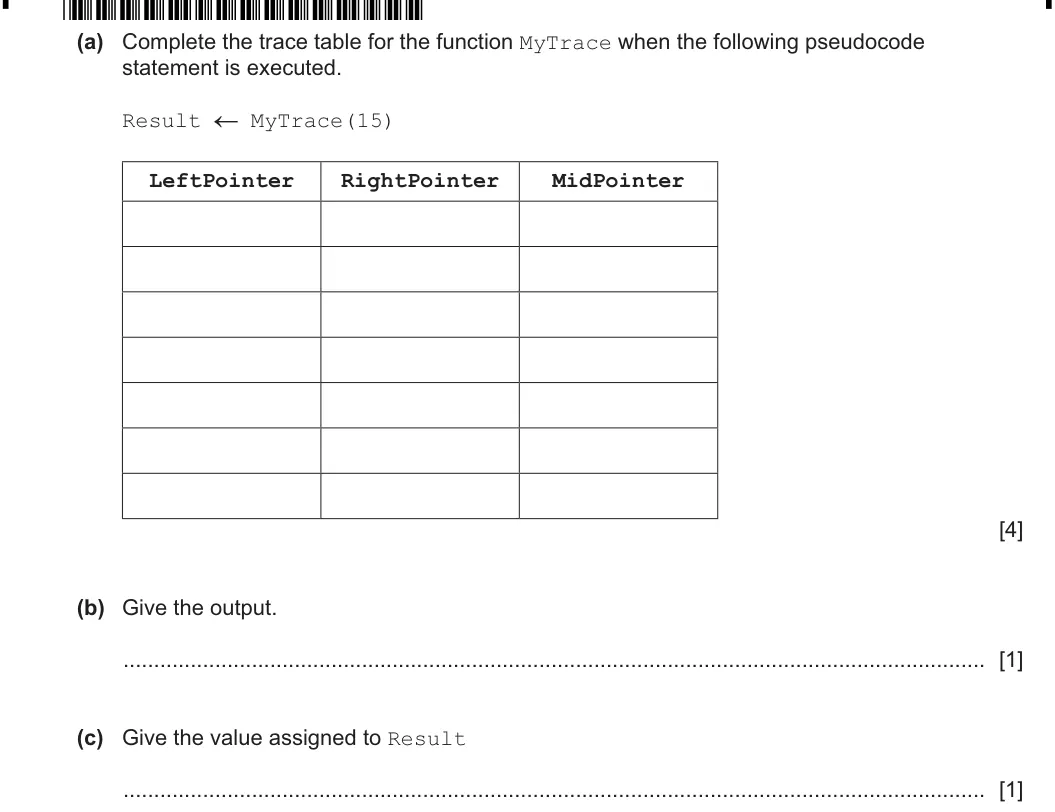 (a) Complete the trace table for the function MyTrace when the following pseudocode
statement is executed.
Result ← MyTrace(15)
LeftPointer RightPointer MidPointer
[4]
(b) Give the output.
.......................................................................................................................................... [1]
(c) Give the value assigned to Result
.......................................................................................................................................... [1]